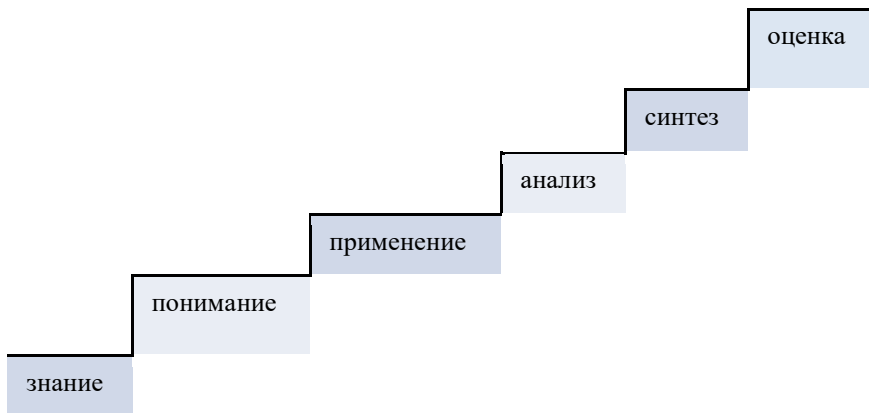 оценка
синтез
анализ
применение
понимание
знание